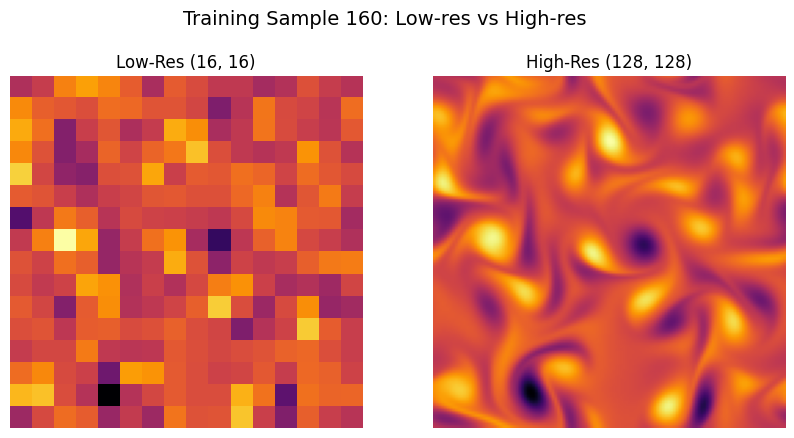 Training Sample 160: Low-res vs High-res
Low-Res (16, 16)
High-Res (128, 128)